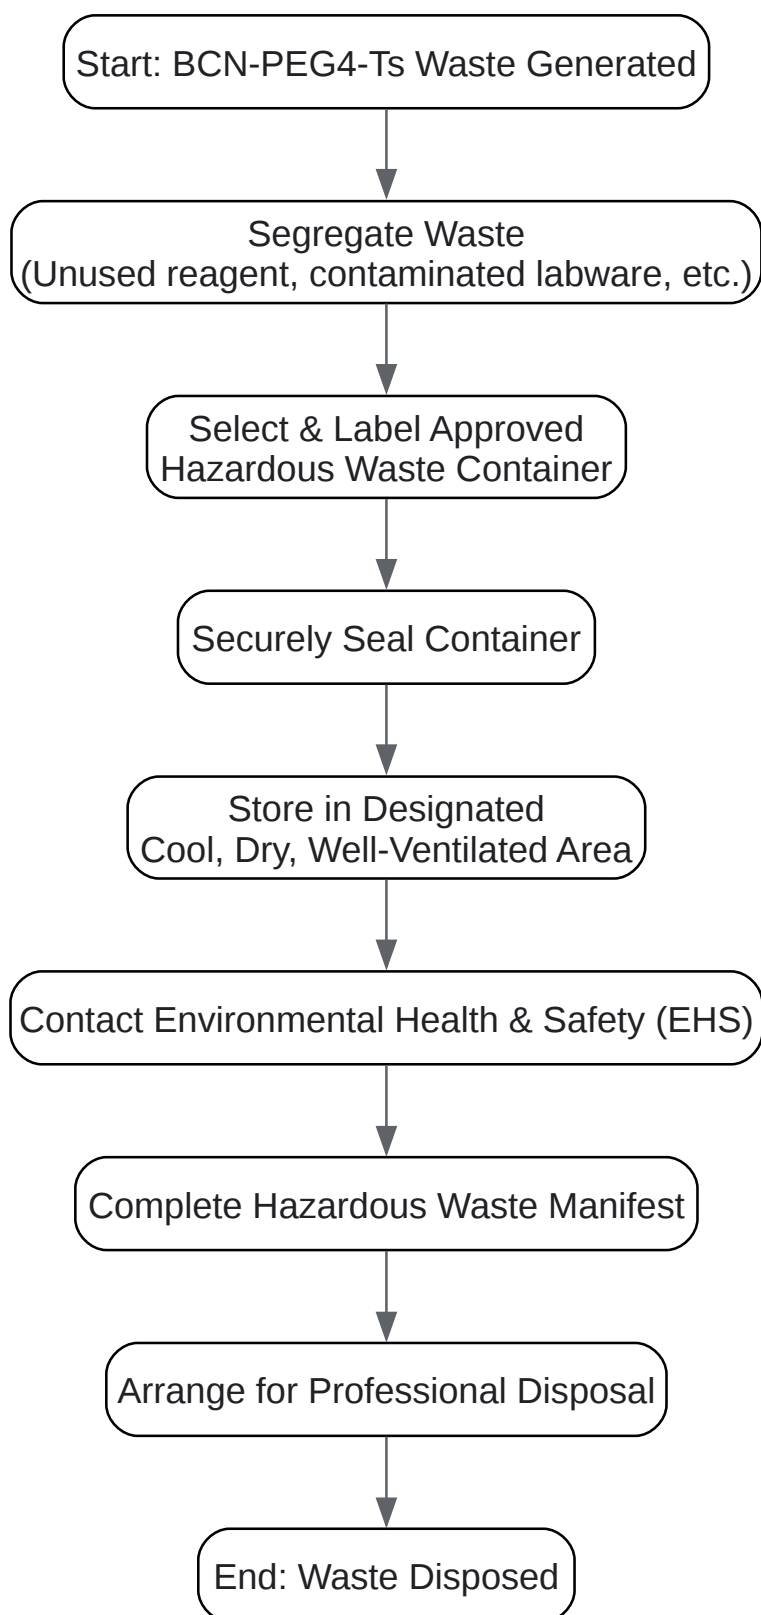 Start: BCN-PEG4-Ts Waste Generated
Segregate Waste
(Unused reagent, contaminated labware, etc.)
Select & Label Approved
Hazardous Waste Container
Securely Seal Container
Store in Designated
Cool, Dry, Well-Ventilated Area
Contact Environmental Health & Safety (EHS)
Complete Hazardous Waste Manifest
Arrange for Professional Disposal
End: Waste Disposed